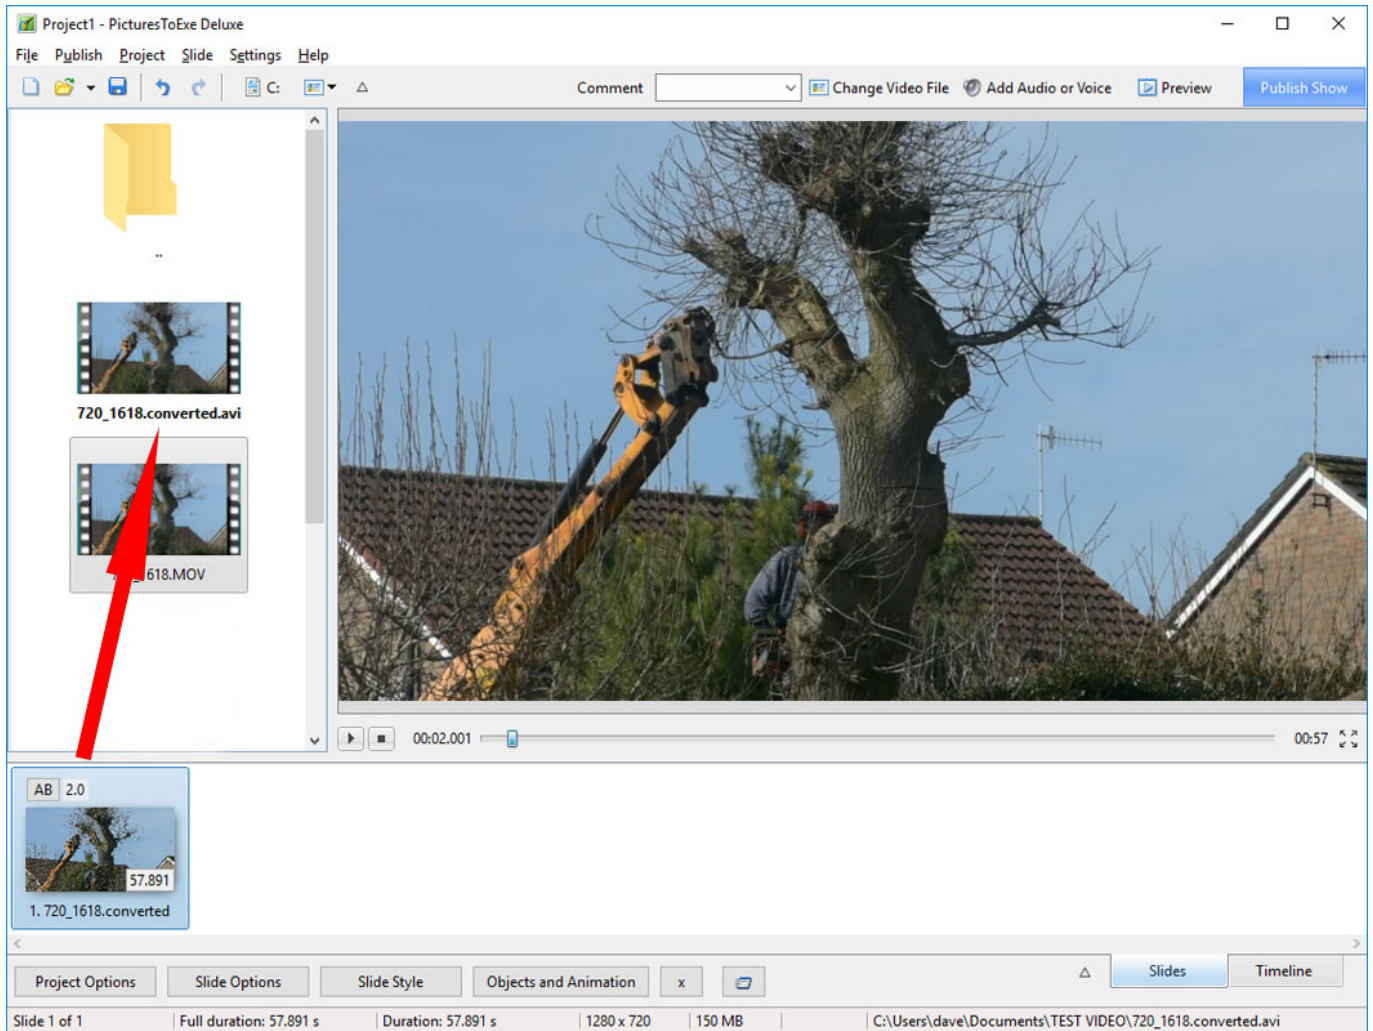 Project1 - PicturesToExe Deluxe
File Publish Project Slide Settings Help
C: Comment Change Video File Add Audio or Voice Preview Publish Show
..
720_1618.converted.avi
618.MOV
00:02.001 00:57
AB 2.0
57.891
1. 720_1618.converted
Project Options Slide Options Slide Style Objects and Animation x Slides Timeline
Slide 1 of 1 Full duration: 57.891 s Duration: 57.891 s 1280 x 720 150 MB C:\Users\dave\Documents\TEST VIDEO\720_1618.converted.avi